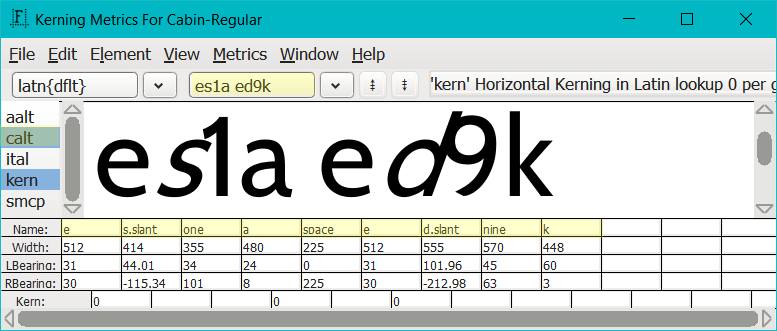 Kerning Metrics For Cabin-Regular
File Edit Element View Metrics Window Help
latn{dflt} es1a ed9k 'kern' Horizontal Kerning in Latin lookup 0 per g
aalt
calt
ital
kern
smcp
es1a ed9k
Name: e s.slant one a space e d.slant nine k
Width: 512 414 355 480 225 512 555 570 448
LBearing: 31 44.01 34 24 0 31 101.96 45 60
RBearing: 30 -115.34 101 8 225 30 -212.98 63 3
Kern: 0 0 0